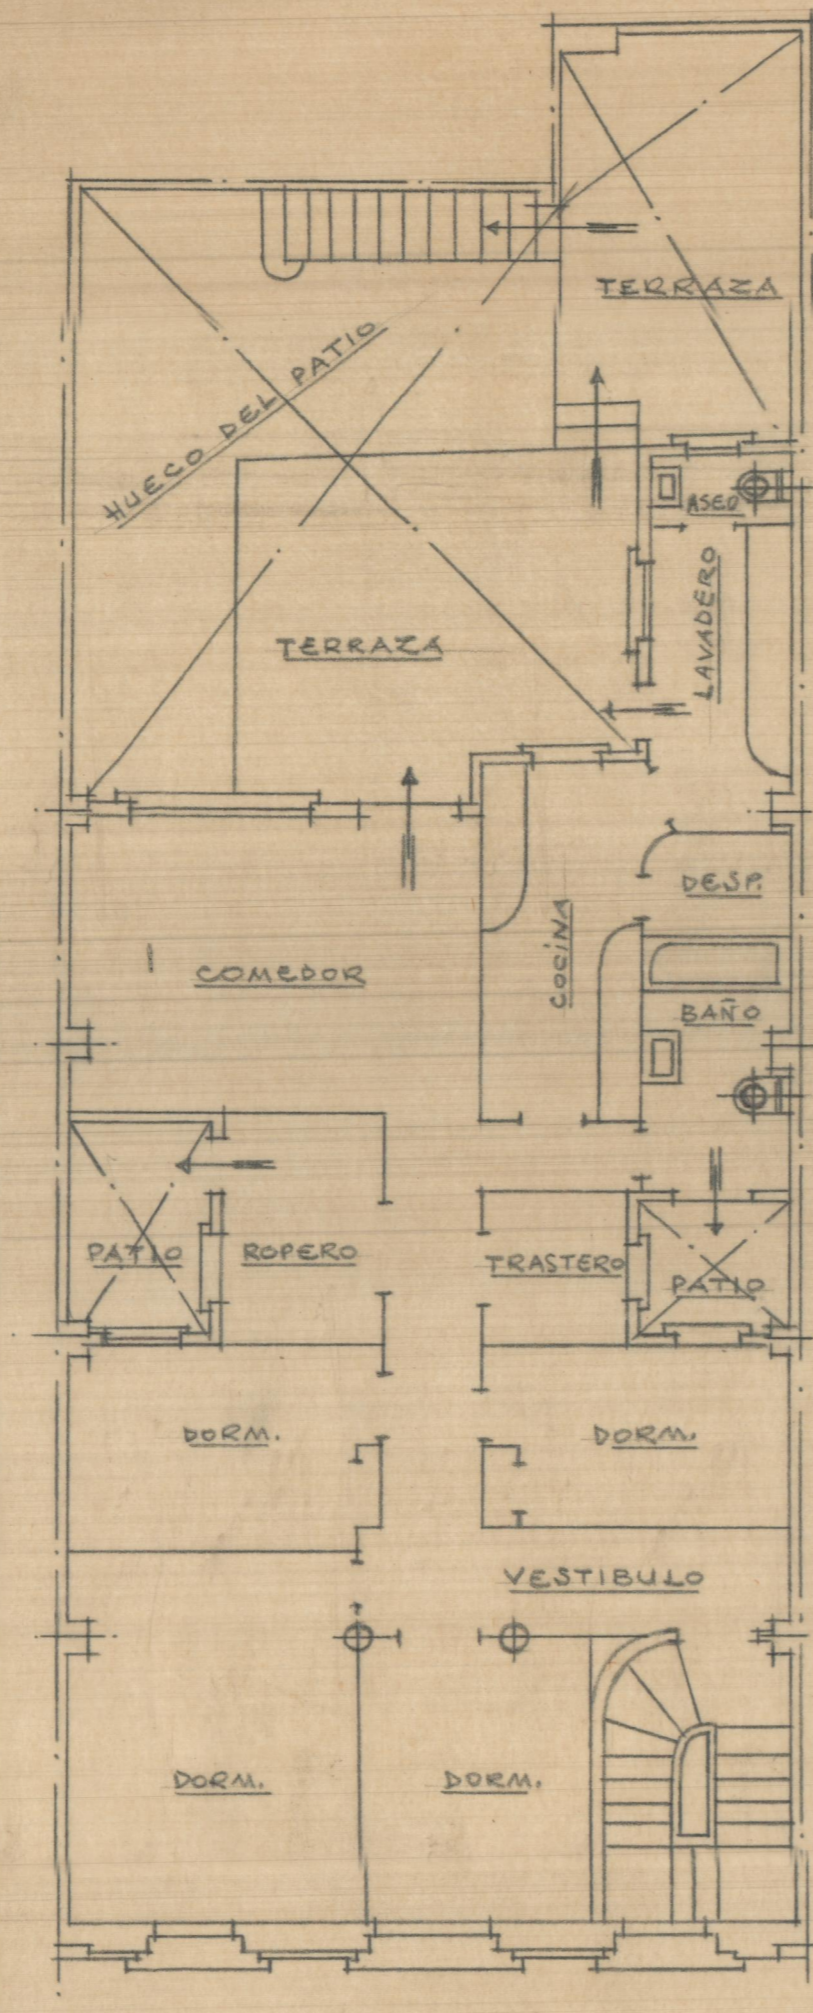 TERRAZA
HUECO DEL PATIO
ASEO
LAVADERO
TERRAZA
DESP.
COCINA
COMEDOR
BAÑO
PATIO
ROPERO
TRASTERO
PATIO
DORM.
DORM.
VESTIBULO
DORM.
DORM.